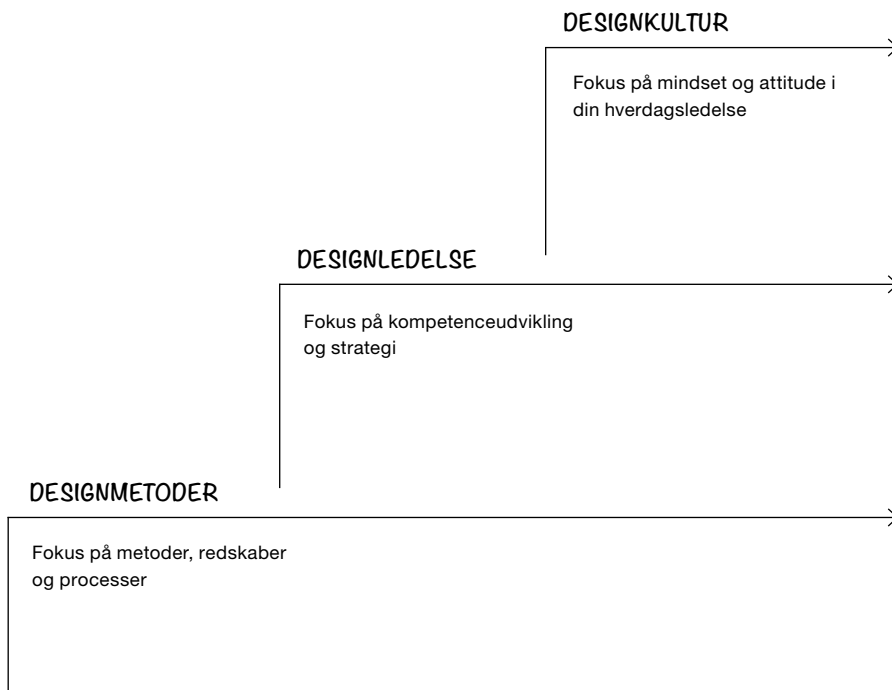 DESIGNKULTUR
Fokus på mindset og attitude i
din hverdagsledelse
DESIGNLEDELSE
Fokus på kompetenceudvikling
og strategi
DESIGNMETODER
Fokus på metoder, redskaber
og processer